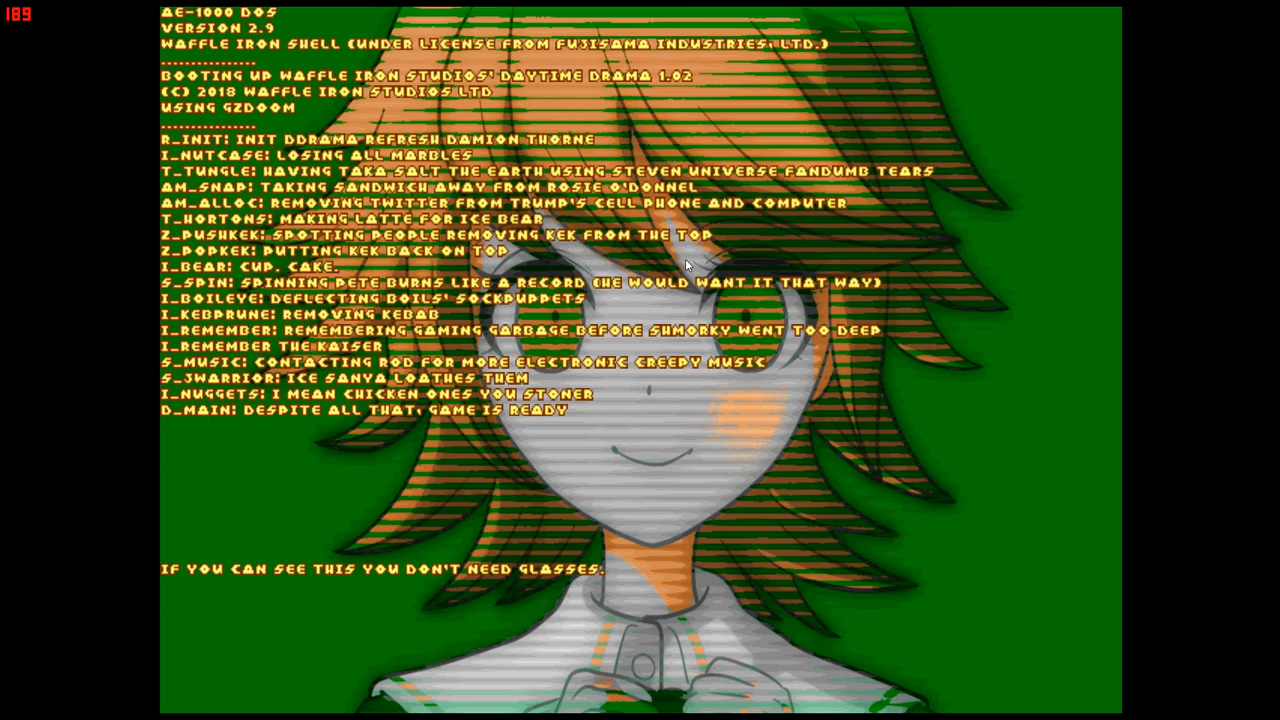 189
AE-1000 DOS
VERSION 2.9
WAFFLE IRON SHELL (UNDER LICENSE FROM FUJISAMA INDUSTRIES, LTD.)
----------------
BOOTING UP WAFFLE IRON STUDIOS' DAYTIME DRAMA 1.02
(C) 2018 WAFFLE IRON STUDIOS LTD
USING GZDOOM
----------------
R_INIT: INIT DDRAMA REFRESH DAMION THORNE
I_NUTCASE: LOSING ALL MARBLES
T_TUNGLE: HAVING TAKA SALT THE EARTH USING STEVEN UNIVERSE FANDUMB TEARS
AM_SNAP: TAKING SANDWICH AWAY FROM ROSIE O'DONNEL
AM_ALLOC: REMOVING TWITTER FROM TRUMP'S CELL PHONE AND COMPUTER
T_HORTONS: MAKING LATTE FOR ICE BEAR
Z_PUSHKEK: SPOTTING PEOPLE REMOVING KEK FROM THE TOP
Z_POPKEK: PUTTING KEK BACK ON TOP
I_BEAR: CUP. CAKE.
S_SPIN: SPINNING PETE BURNS LIKE A RECORD (HE WOULD WANT IT THAT WAY)
I_BOILEYE: DEFLECTING BOILS' SOCKPUPPETS
I_KEBPRUNE: REMOVING KEBAB
I_REMEMBER: REMEMBERING GAMING GARBAGE BEFORE SHMORKY WENT TOO DEEP
I_REMEMBER THE KAISER
S_MUSIC: CONTACTING ROD FOR MORE ELECTRONIC CREEPY MUSIC
S_JWARRIOR: ICE SANYA LOATHES THEM
I_NUGGETS: I MEAN CHICKEN ONES YOU STONER
D_MAIN: DESPITE ALL THAT, GAME IS READY
IF YOU CAN SEE THIS YOU DON'T NEED GLASSES.